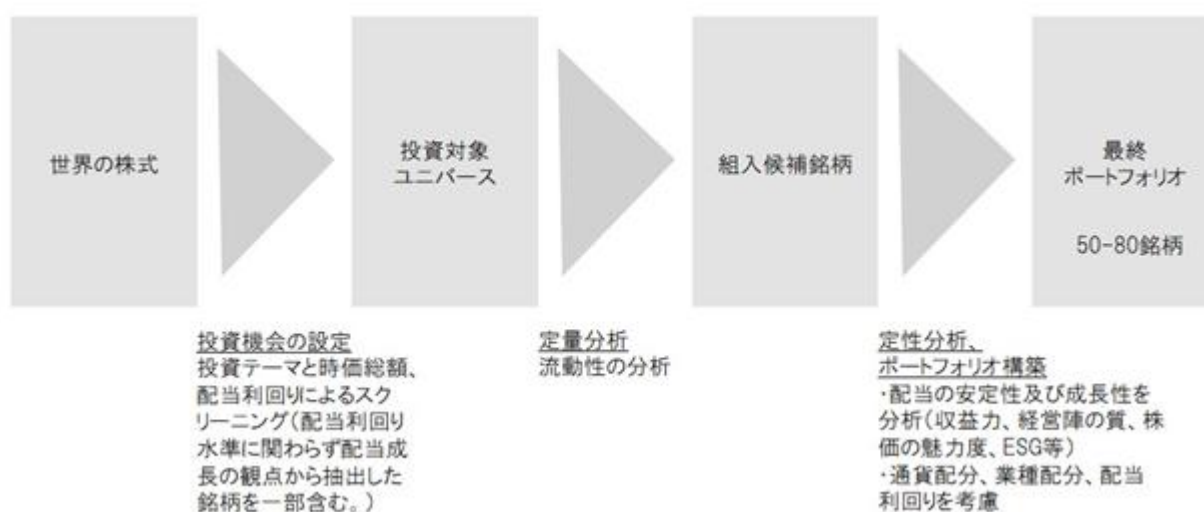 世界の株式
投資対象
ユニバース
組入候補銘柄
最終
ポートフォリオ
50-80銘柄
投資機会の設定
投資テーマと時価総額、
配当利回りによるスク
リーニング(配当利回り
水準に関わらず配当成
長の観点から抽出した
銘柄を一部含む。)
定量分析
流動性の分析
定性分析、
ポートフォリオ構築
・配当の安定性及び成長性を
分析(収益力、経営陣の質、株
価の魅力度、ESG等)
・通貨配分、業種配分、配当
利回りを考慮